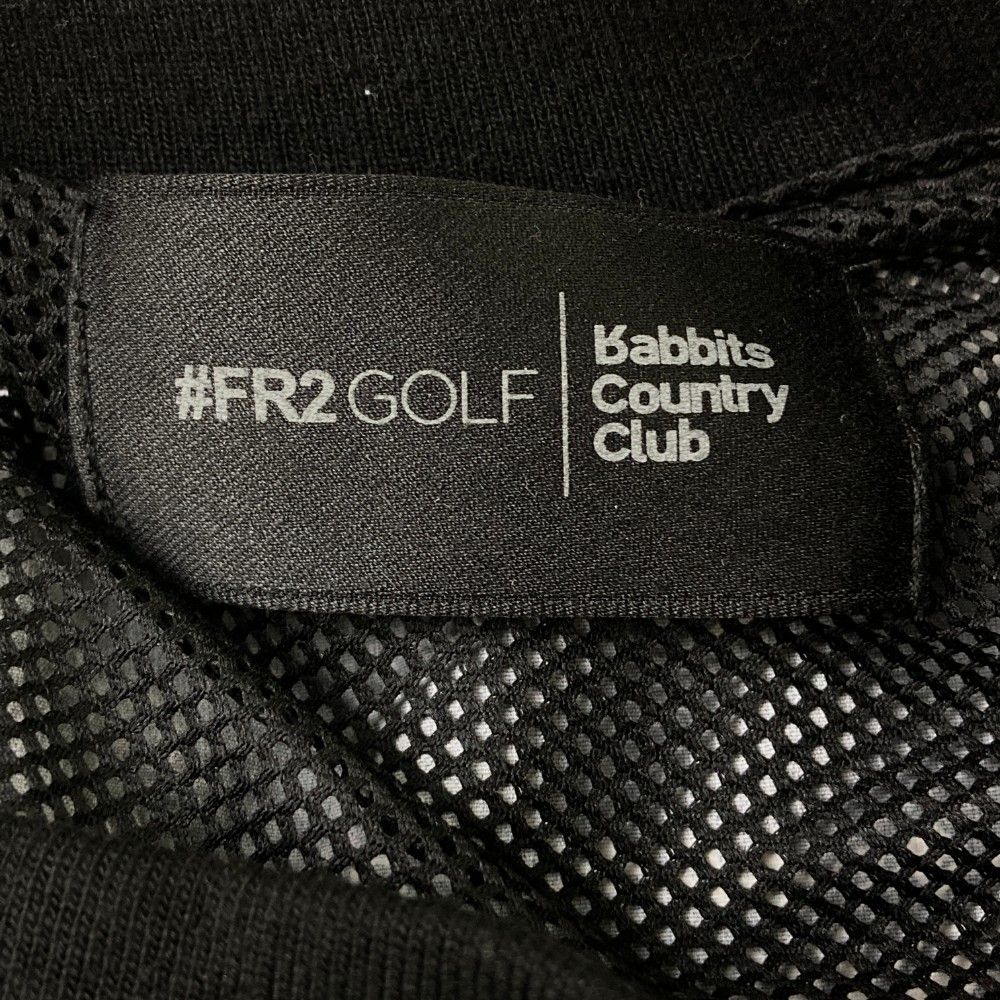 #FR2GOLF
Rabbits
Country
Club